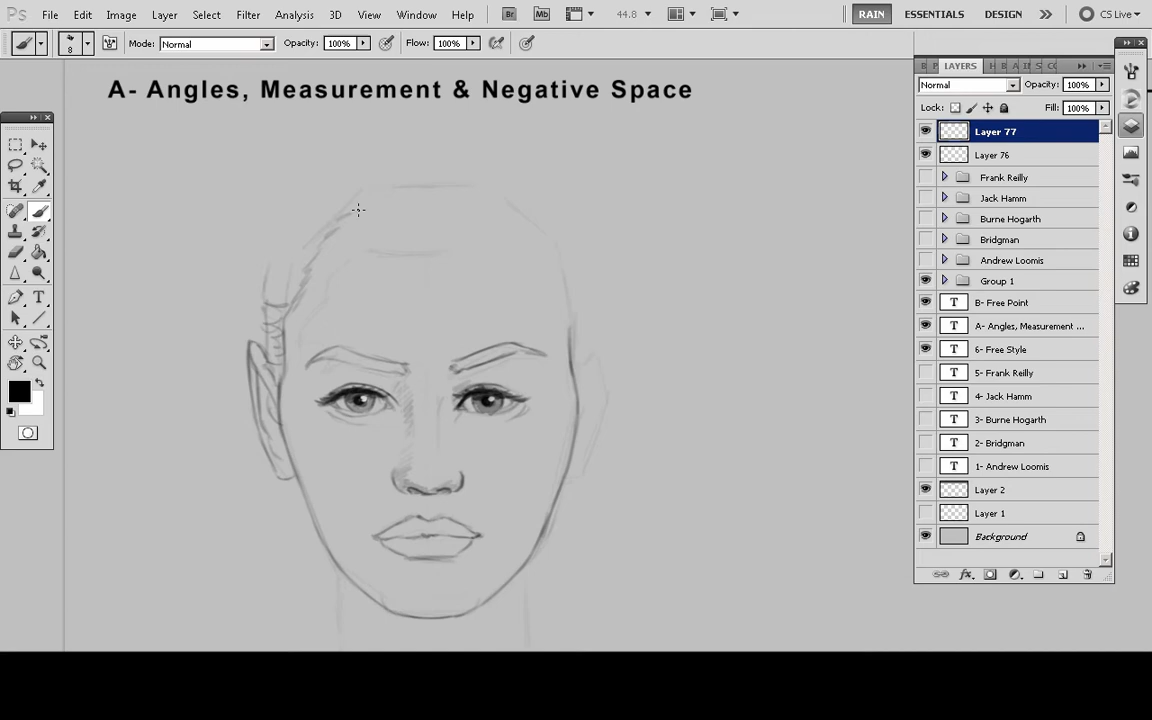 Ps File Edit Image Layer Select Filter Analysis 3D View Window Help Br Mb 44.8 RAIN ESSENTIALS DESIGN CS Live
8 Mode: Normal Opacity: 100% Flow: 100%
A- Angles, Measurement & Negative Space
LAYERS
Normal Opacity: 100%
Lock: Fill: 100%
Layer 77
Layer 76
Frank Reilly
Jack Hamm
Burne Hogarth
Bridgman
Andrew Loomis
Group 1
T B- Free Point
T A- Angles, Measurement ...
T 6- Free Style
T 5- Frank Reilly
T 4- Jack Hamm
T 3- Burne Hogarth
T 2- Bridgman
T 1- Andrew Loomis
Layer 2
Layer 1
Background